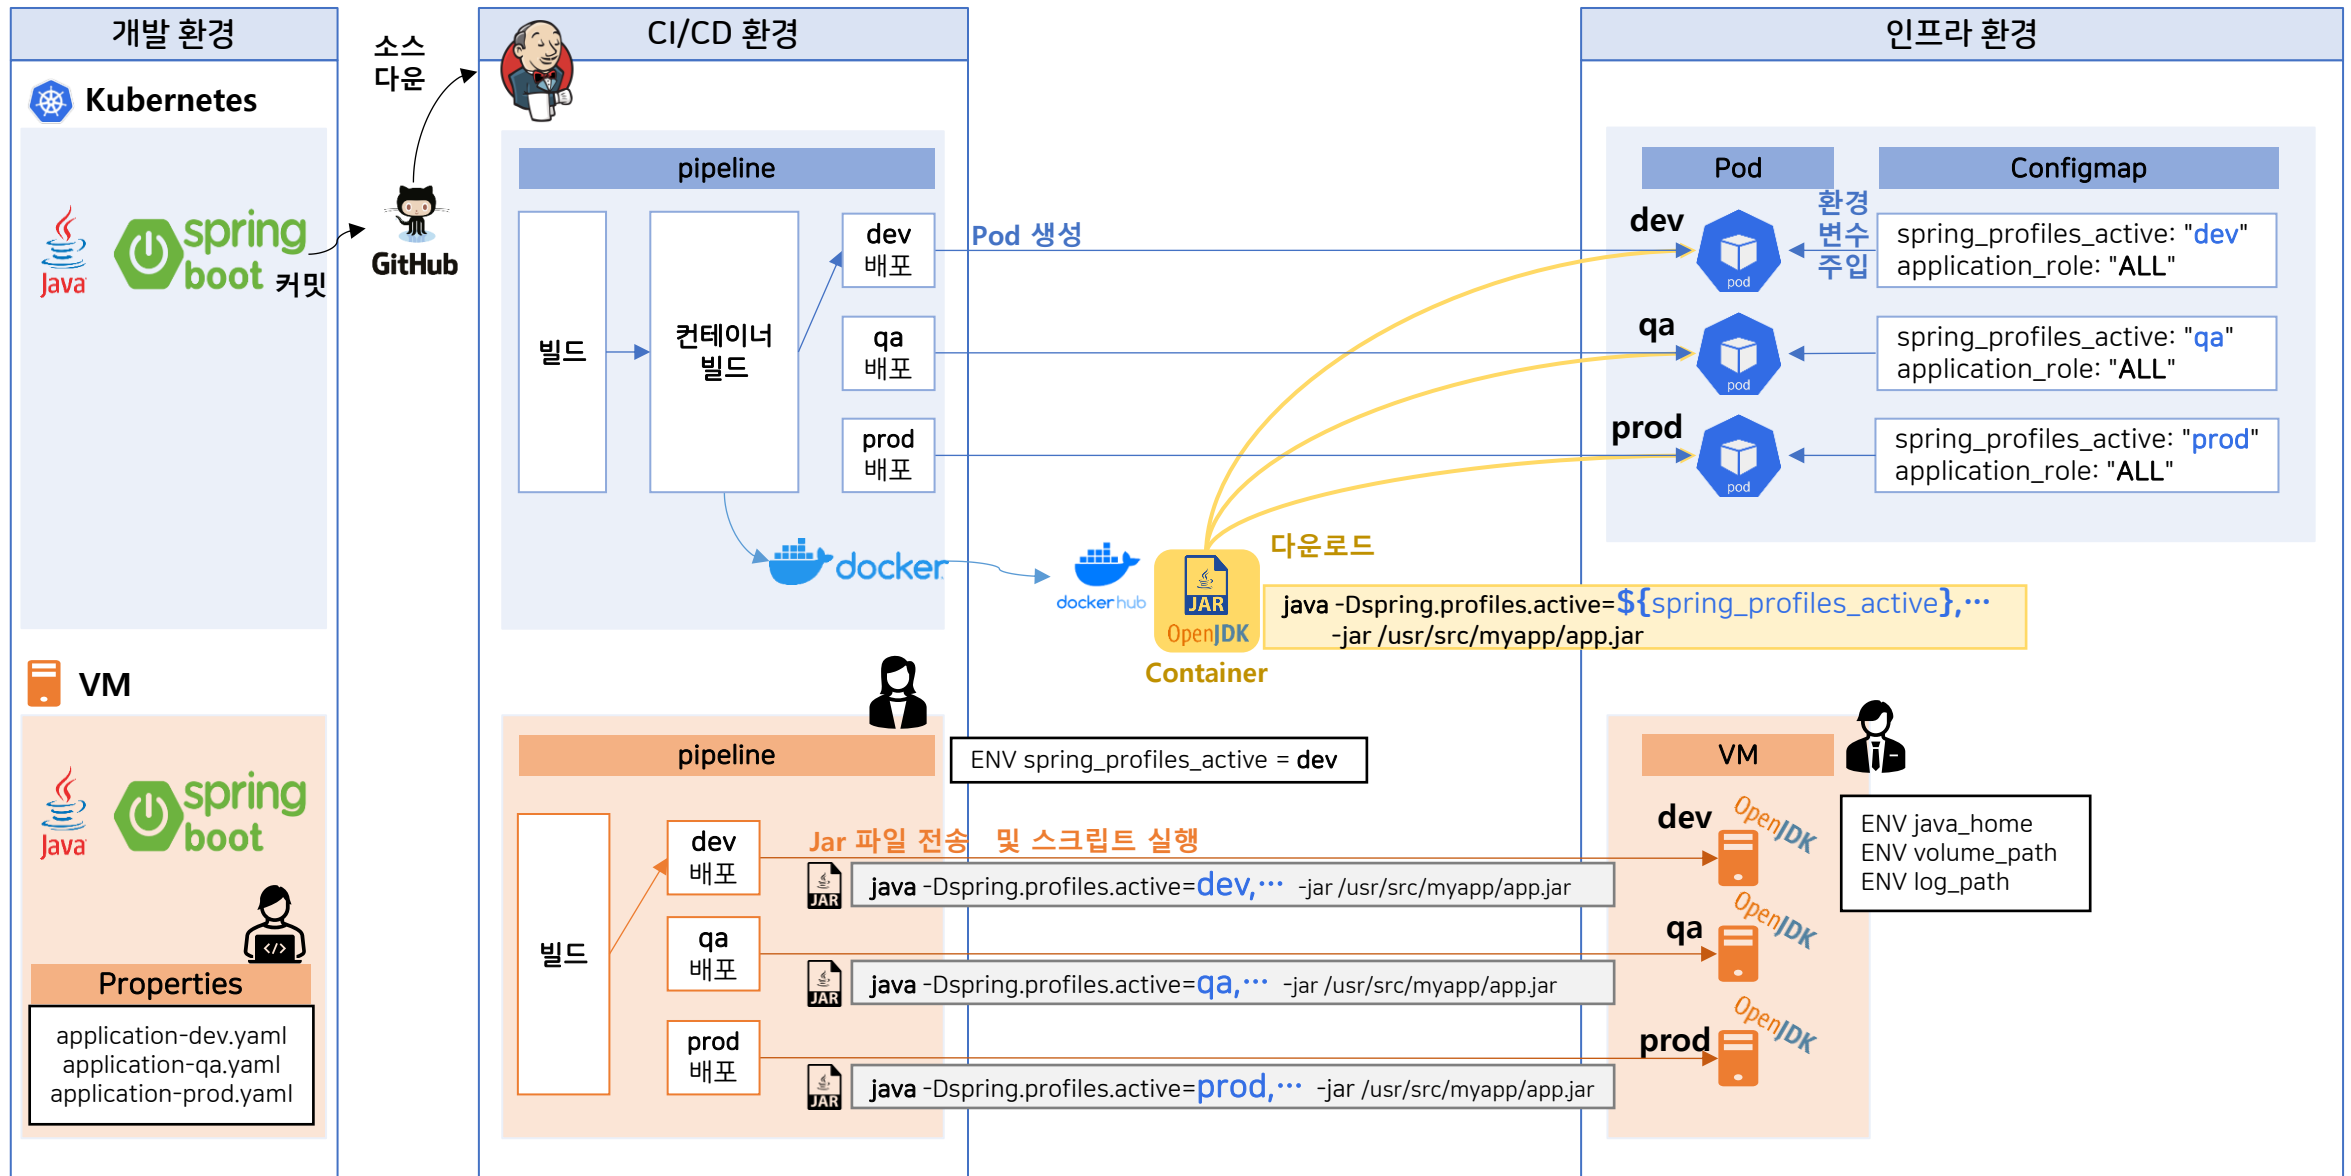 개발 환경
Kubernetes
Java
spring
boot
커밋
소스
다운
GitHub
CI/CD 환경
pipeline
빌드
컨테이너
빌드
dev
배포
qa
배포
prod
배포
Pod 생성
docker
docker hub
JAR
OpenJDK
Container
다운로드
java -Dspring.profiles.active=${spring_profiles_active},···
-jar /usr/src/myapp/app.jar
인프라 환경
Pod
Configmap
환경
변수
주입
dev
pod
spring_profiles_active: "dev"
application_role: "ALL"
qa
pod
spring_profiles_active: "qa"
application_role: "ALL"
prod
pod
spring_profiles_active: "prod"
application_role: "ALL"
VM
Java
spring
boot
Properties
application-dev.yaml
application-qa.yaml
application-prod.yaml
pipeline
ENV spring_profiles_active = dev
빌드
dev
배포
Jar 파일 전송 및 스크립트 실행
JAR
java -Dspring.profiles.active=dev,··· -jar /usr/src/myapp/app.jar
qa
배포
JAR
java -Dspring.profiles.active=qa,··· -jar /usr/src/myapp/app.jar
prod
배포
JAR
java -Dspring.profiles.active=prod,··· -jar /usr/src/myapp/app.jar
VM
dev
OpenJDK
qa
OpenJDK
prod
OpenJDK
ENV java_home
ENV volume_path
ENV log_path